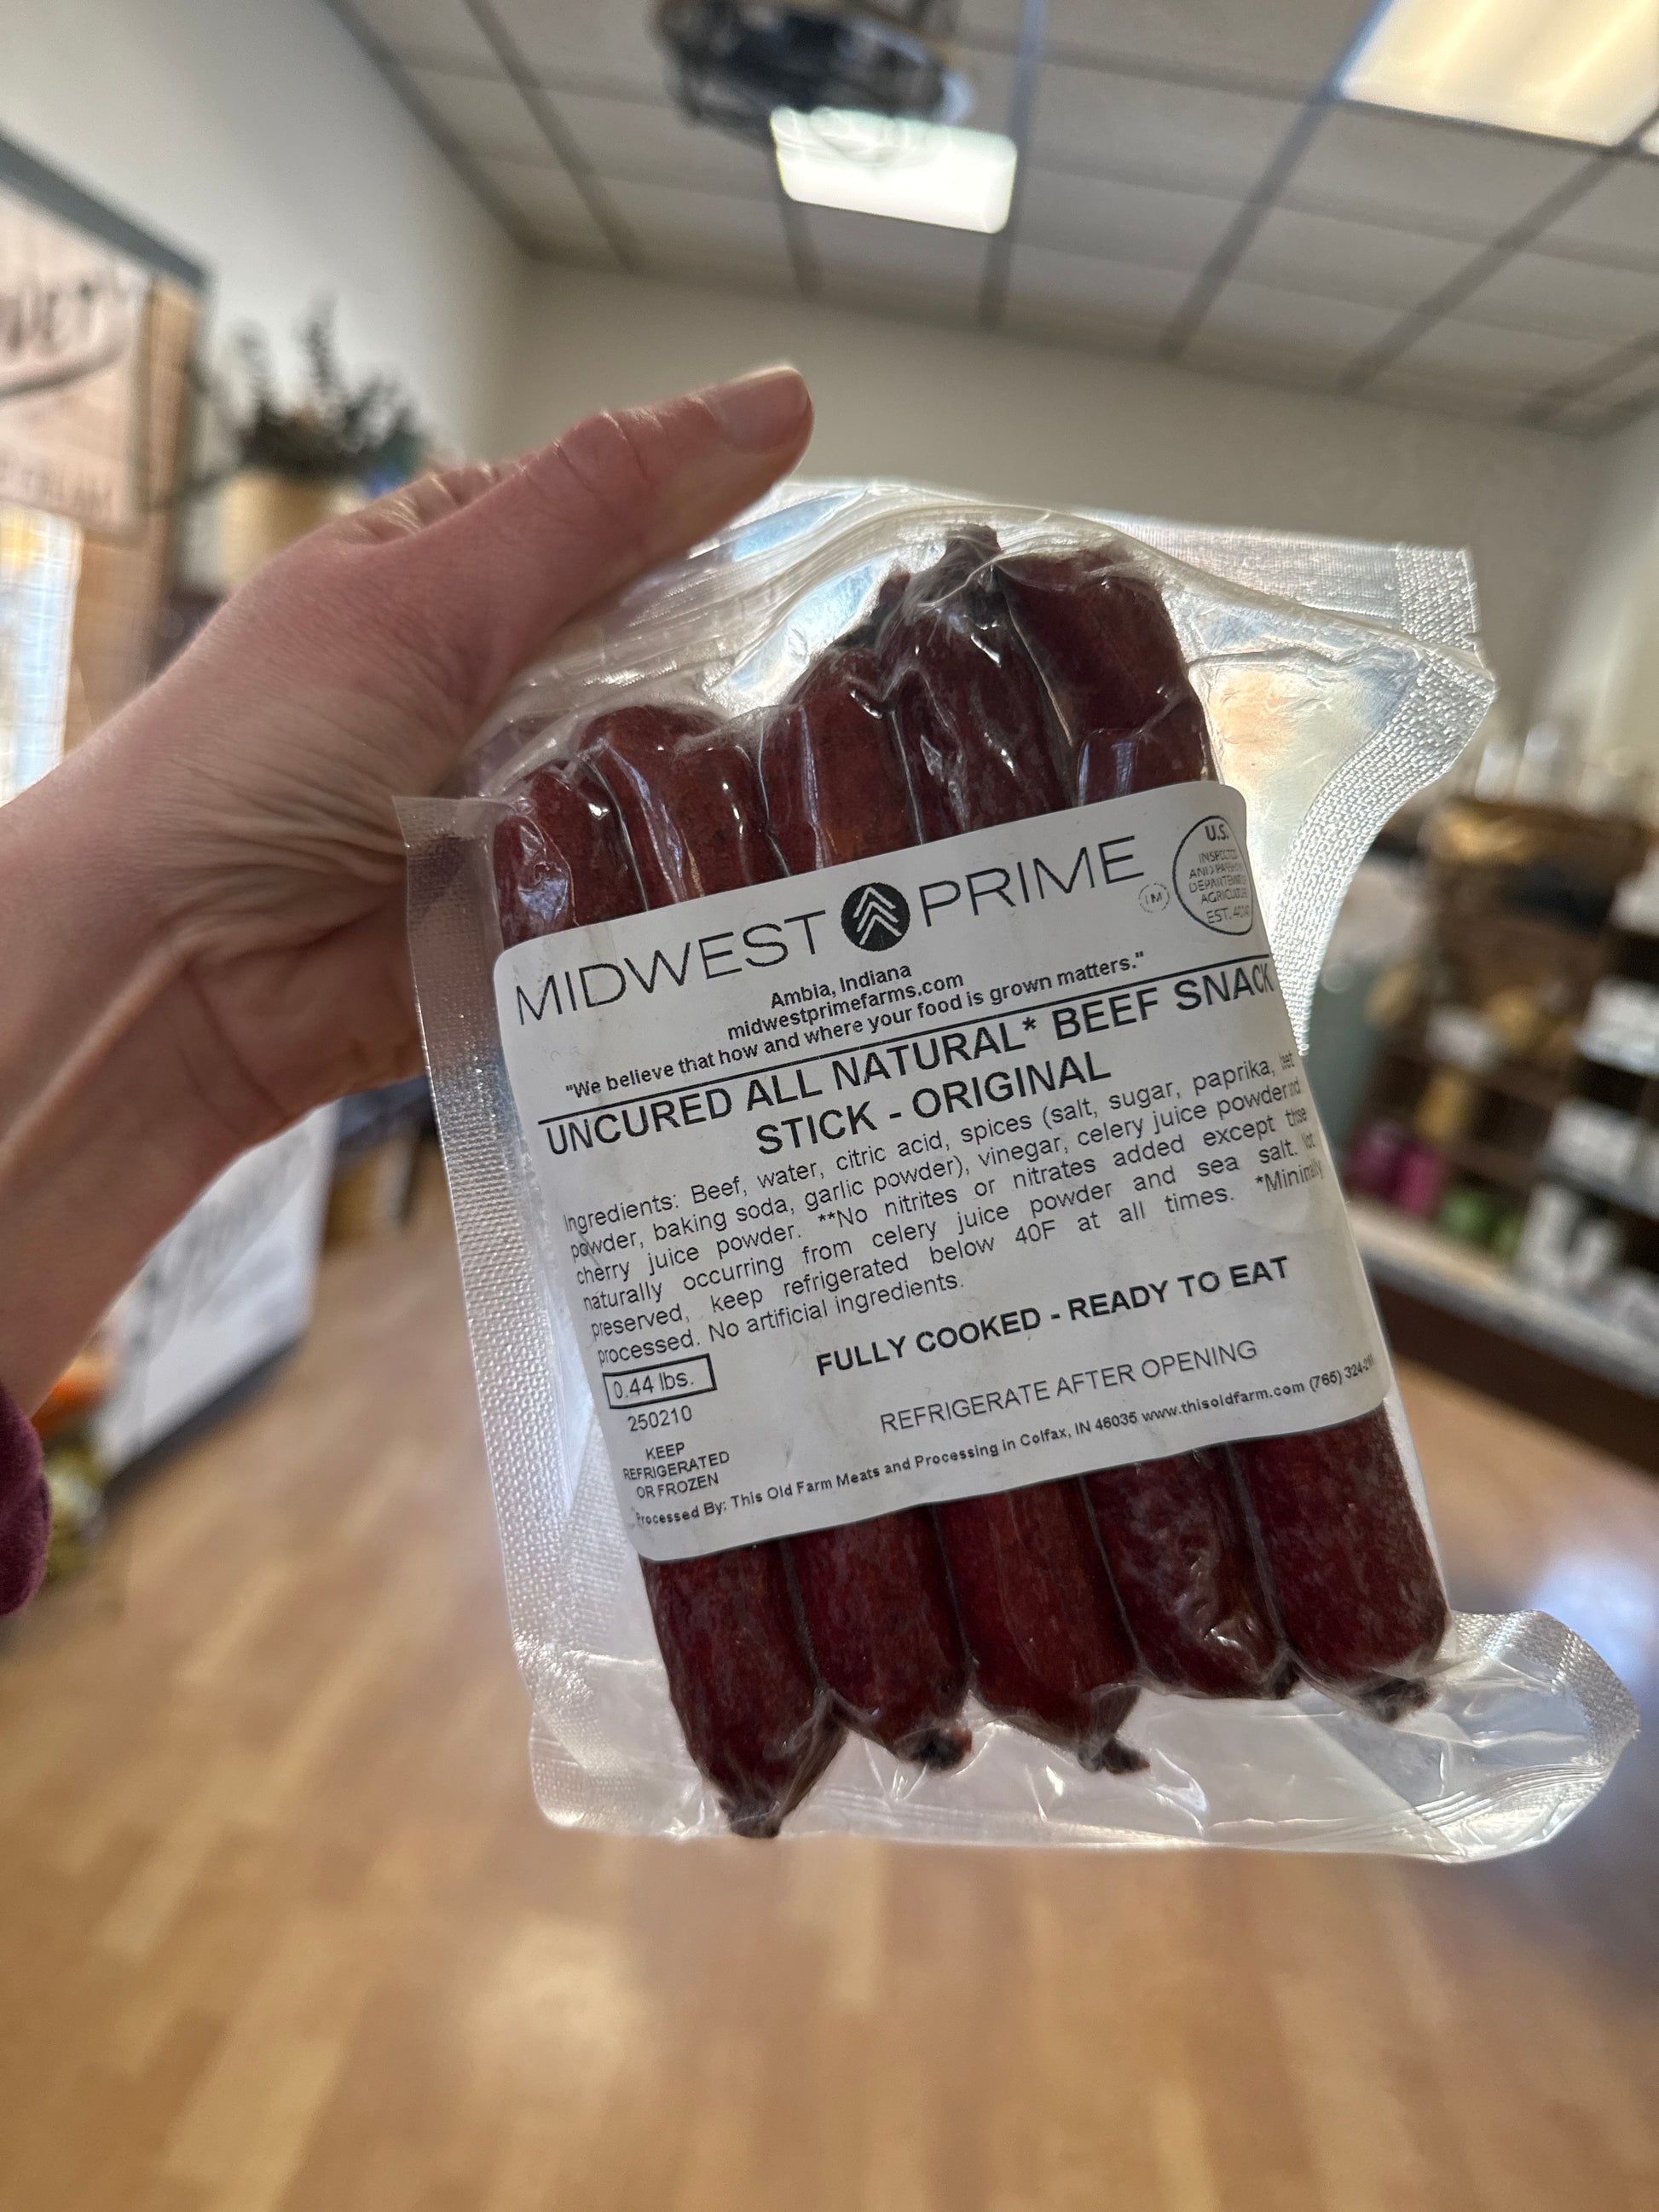 MIDWEST PRIME
U.S.
INSPECTED
AND PASSED BY
DEPARTMENT OF
AGRICULTURE
EST.
Ambia, Indiana
midwestprimefarms.com
"We believe that how and where your food is grown matters."
UNCURED ALL NATURAL* BEEF SNACK
STICK - ORIGINAL
Ingredients: Beef, water, citric acid, spices (salt, sugar, paprika, beet
powder, baking soda, garlic powder), vinegar, celery juice powder and
cherry juice powder. **No nitrites or nitrates added except those
naturally occurring from celery juice powder and sea salt. Not
preserved, keep refrigerated below 40F at all times. *Minimally
processed. No artificial ingredients.
0.44 lbs.
FULLY COOKED - READY TO EAT
250210
REFRIGERATE AFTER OPENING
KEEP
REFRIGERATED
OR FROZEN
Processed By: This Old Farm Meats and Processing in Colfax, IN 46035 www.thisoldfarm.com (765)